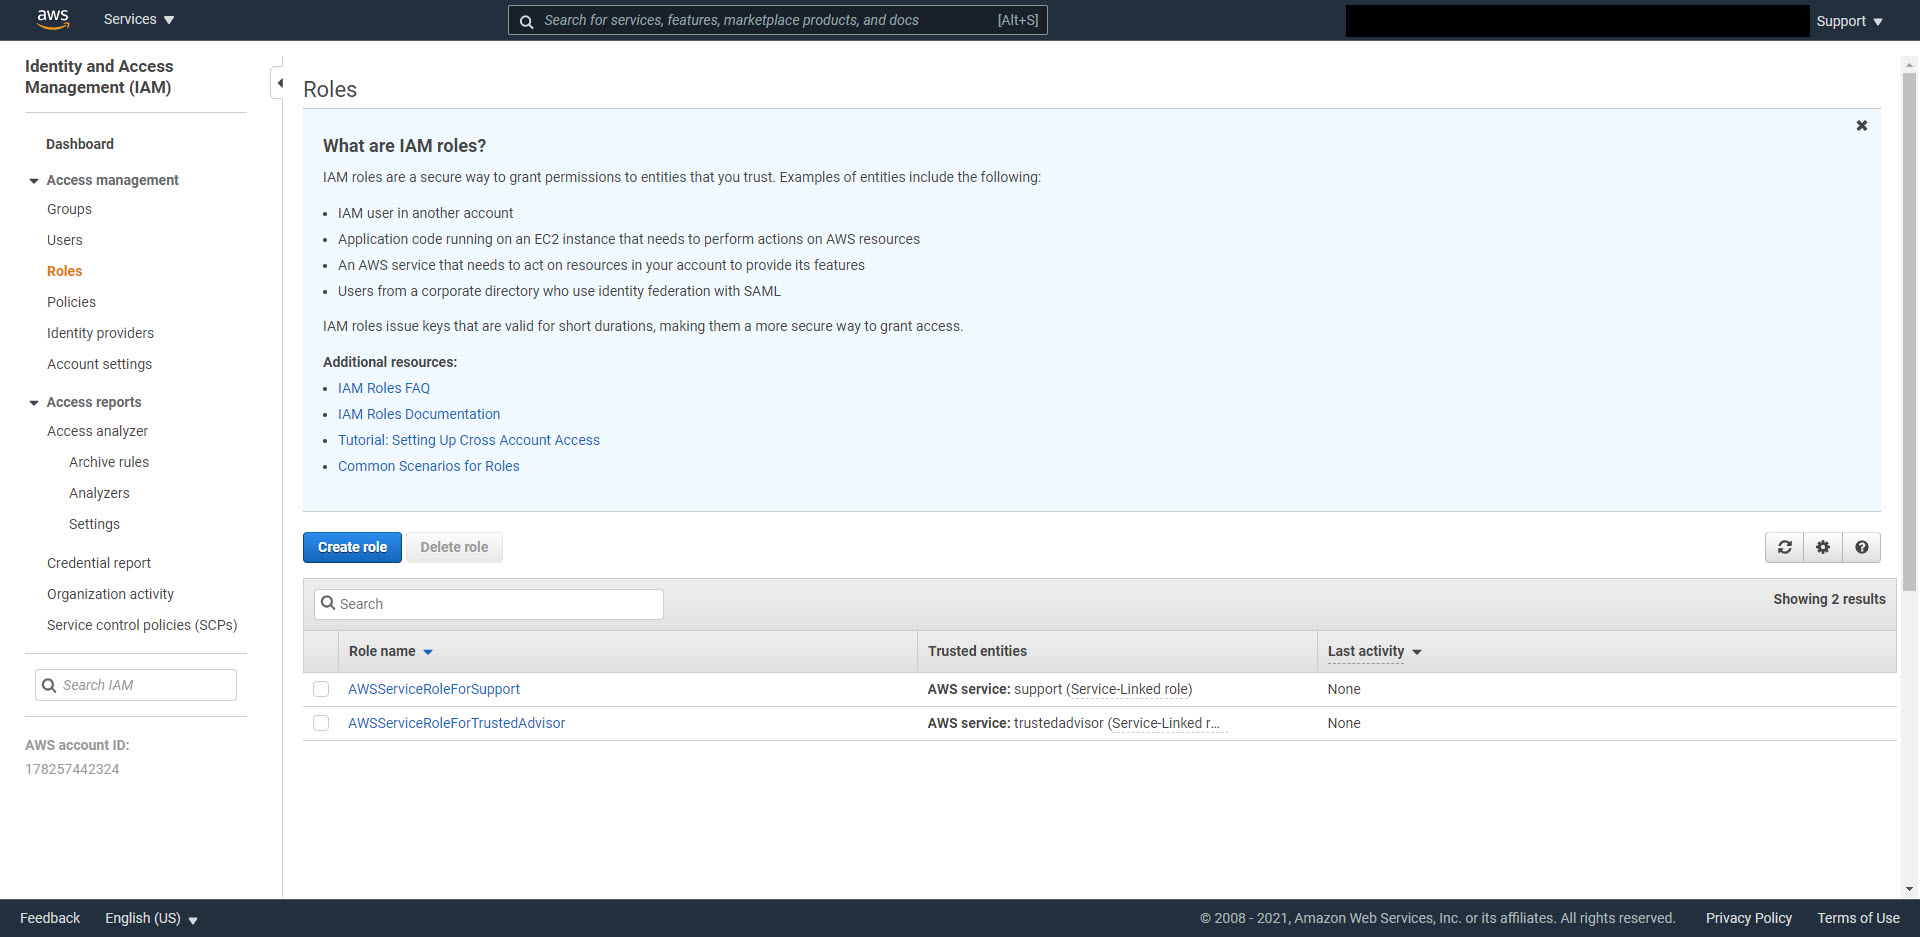 aws
Services
Search for services, features, marketplace products, and docs [Alt+S]
Support
Identity and Access
Management (IAM)
Dashboard
Access management
Groups
Users
Roles
Policies
Identity providers
Account settings
Access reports
Access analyzer
Archive rules
Analyzers
Settings
Credential report
Organization activity
Service control policies (SCPs)
Search IAM
AWS account ID:
178257442324
Roles
What are IAM roles?
IAM roles are a secure way to grant permissions to entities that you trust. Examples of entities include the following:
• IAM user in another account
• Application code running on an EC2 instance that needs to perform actions on AWS resources
• An AWS service that needs to act on resources in your account to provide its features
• Users from a corporate directory who use identity federation with SAML
IAM roles issue keys that are valid for short durations, making them a more secure way to grant access.
Additional resources:
• IAM Roles FAQ
• IAM Roles Documentation
• Tutorial: Setting Up Cross Account Access
• Common Scenarios for Roles
Create role Delete role
Search
Showing 2 results
Role name Trusted entities Last activity
AWSServiceRoleForSupport AWS service: support (Service-Linked role) None
AWSServiceRoleForTrustedAdvisor AWS service: trustedadvisor (Service-Linked r... None
Feedback English (US) © 2008 - 2021, Amazon Web Services, Inc. or its affiliates. All rights reserved. Privacy Policy Terms of Use